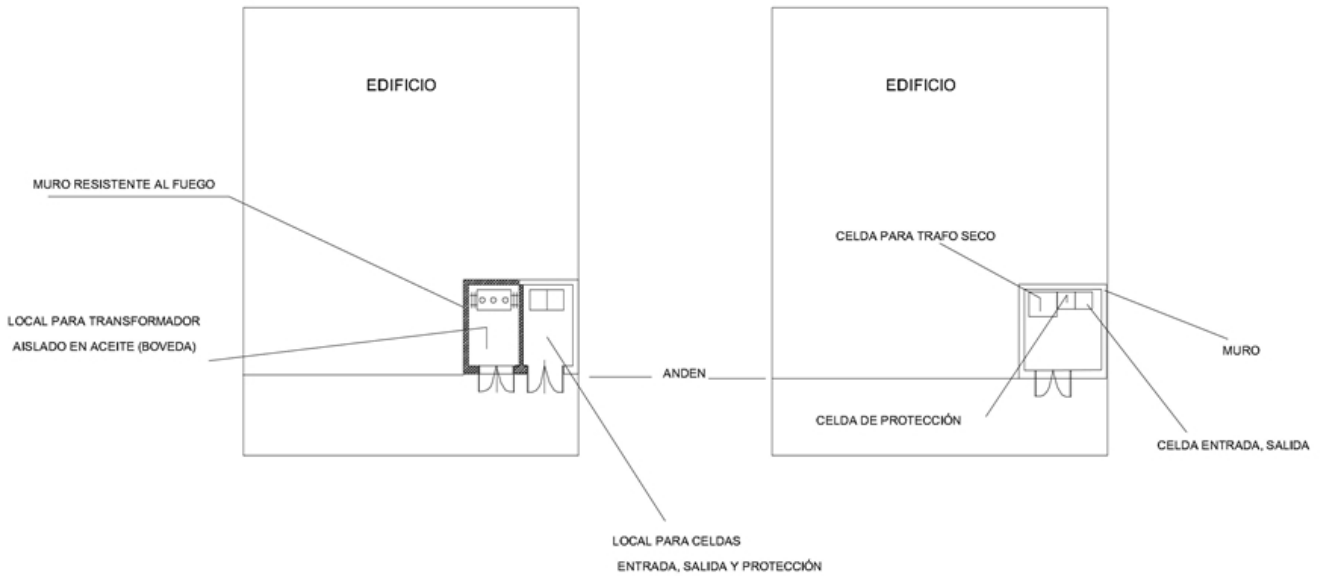 EDIFICIO
EDIFICIO
MURO RESISTENTE AL FUEGO
CELDA PARA TRAFO SECO
LOCAL PARA TRANSFORMADOR
AISLADO EN ACEITE (BOVEDA)
MURO
ANDEN
CELDA DE PROTECCIÓN
CELDA ENTRADA, SALIDA
LOCAL PARA CELDAS
ENTRADA, SALIDA Y PROTECCIÓN